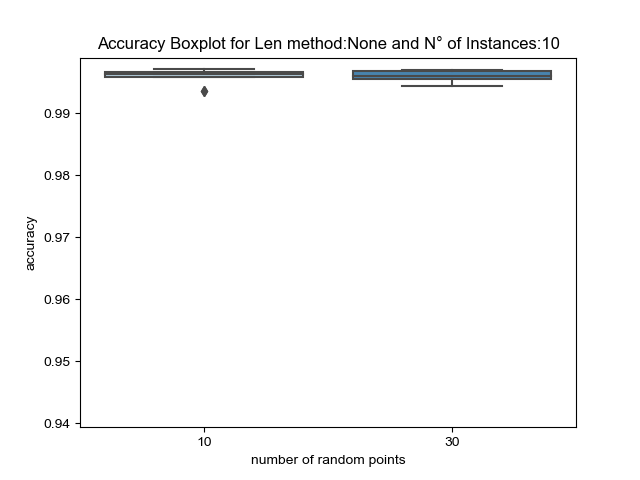 Accuracy Boxplot for Len method:None and N° of Instances:10
accuracy
0.99
0.98
0.97
0.96
0.95
0.94
10
30
number of random points